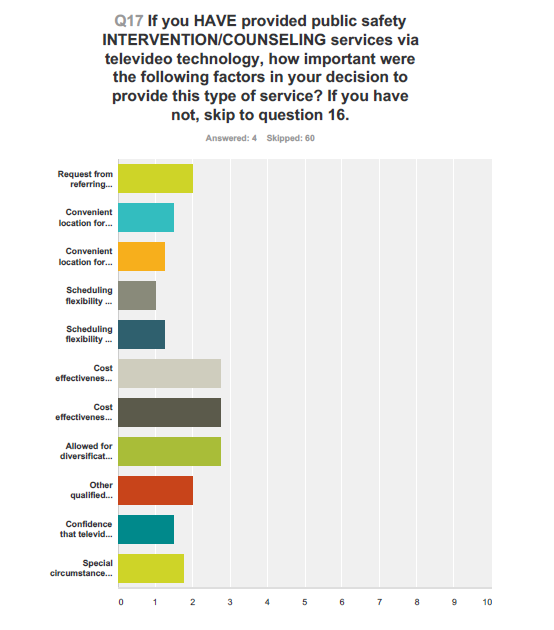 Q17 If you HAVE provided public safety
INTERVENTION/COUNSELING services via
televideo technology, how important were
the following factors in your decision to
provide this type of service? If you have
not, skip to question 16.
Answered: 4 Skipped: 60
Request from
referring...
Convenient
location for...
Convenient
location for...
Scheduling
flexibility ...
Scheduling
flexibility ...
Cost
effectivenes...
Cost
effectivenes...
Allowed for
diversificat...
Other
qualified...
Confidence
that televid...
Special
circumstance...
0 1 2 3 4 5 6 7 8 9 10